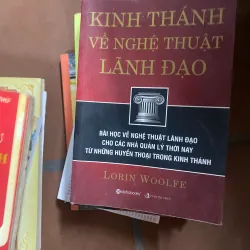 KINH THÁNH
VỀ NGHỆ THUẬT
LÃNH ĐẠO
BÀI HỌC VỀ NGHỆ THUẬT LÃNH ĐẠO
CHO CÁC NHÀ QUẢN LÝ THỜI NAY
TỪ NHỮNG HUYỀN THOẠI TRONG KINH THÁNH
LORIN WOOLFE